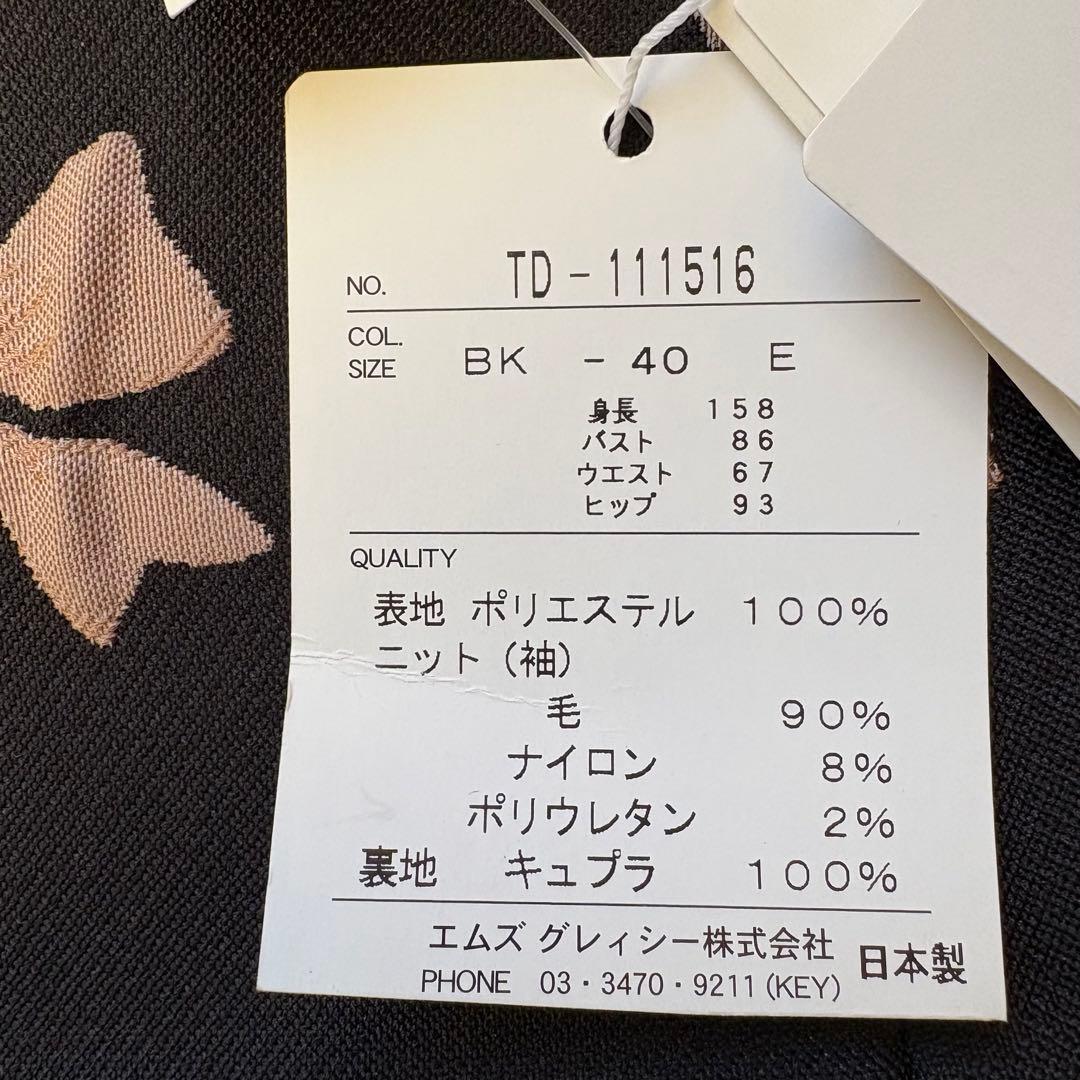 NO. TD-111516
COL.
SIZE BK - 40 E
身長 158
バスト 86
ウエスト 67
ヒップ 93
QUALITY
表地 ポリエステル 100%
ニット（袖）
毛 90%
ナイロン 8%
ポリウレタン 2%
裏地 キュプラ 100%
エムズ グレィシー株式会社 日本製
PHONE 03・3470・9211(KEY)